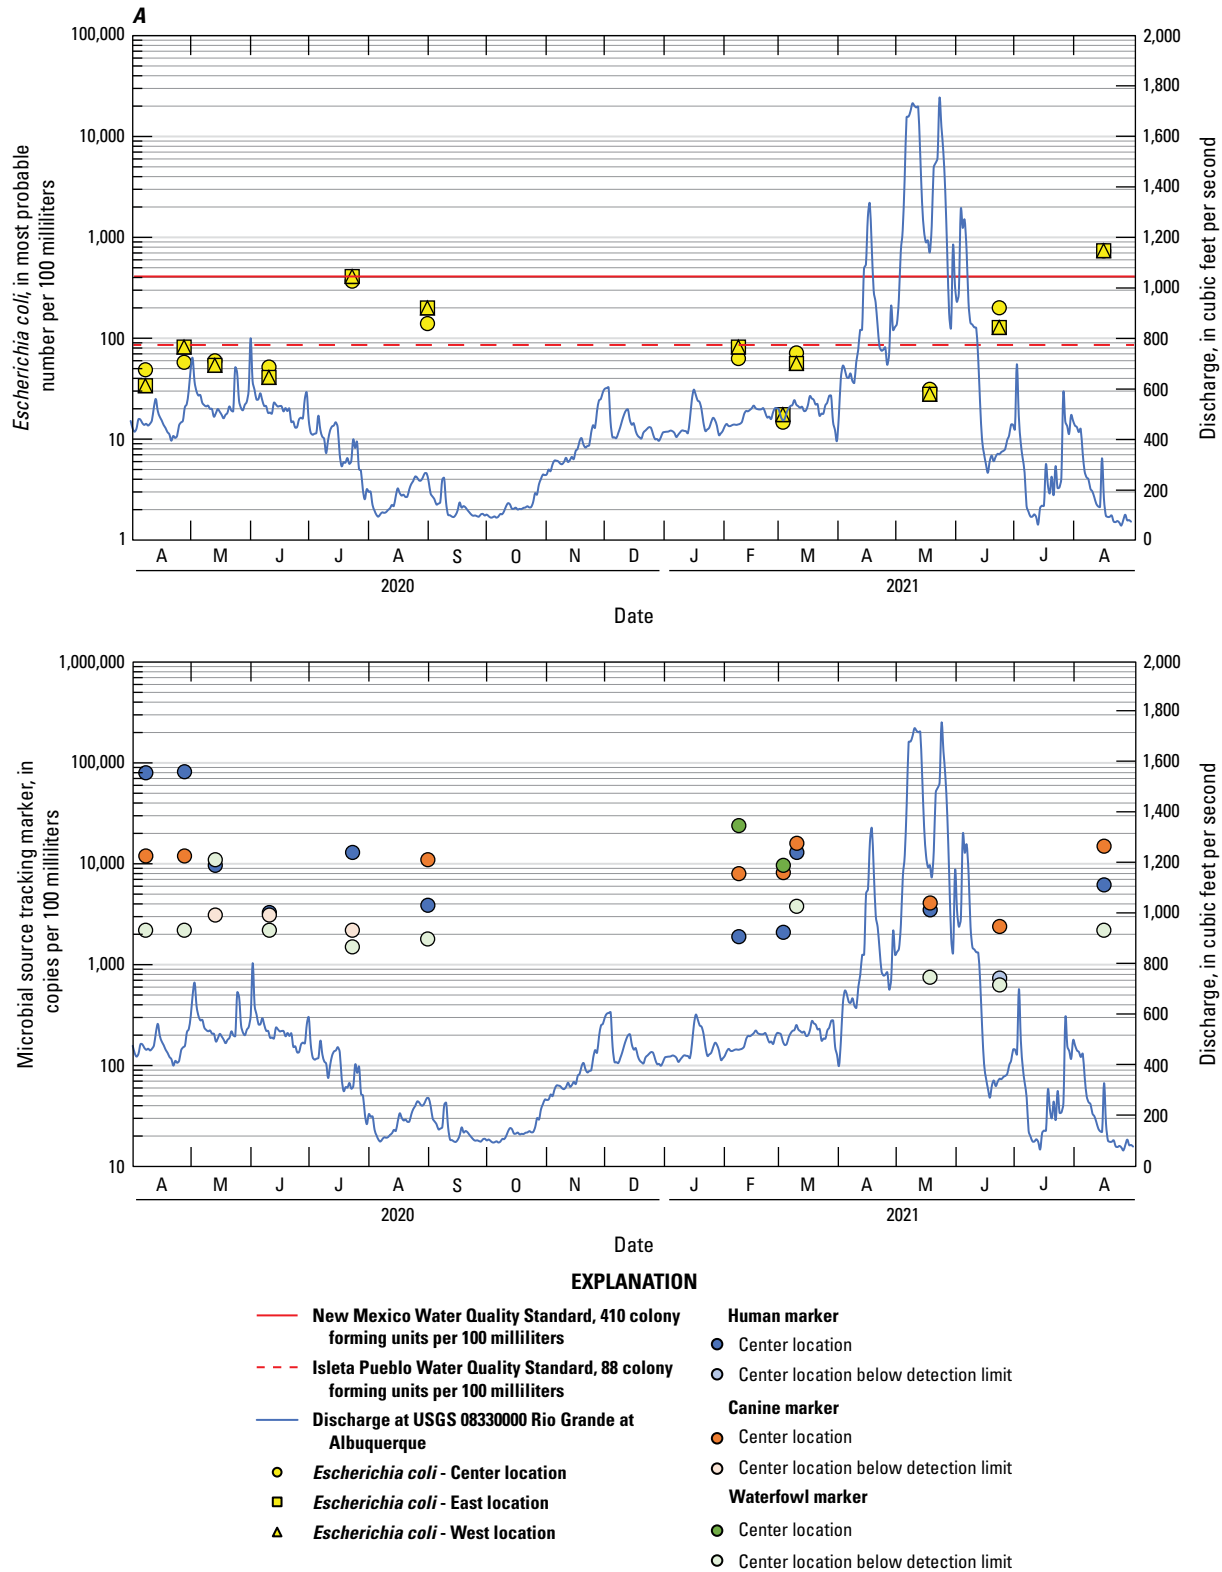 A
100,000
10,000
1,000
100
10
1
Escherichia coli, in most probable
number per 100 milliliters
2,000
1,800
1,600
1,400
1,200
1,000
800
600
400
200
0
Discharge, in cubic feet per second
A M J J A S O N D J F M A M J J A
2020 2021
Date
1,000,000
100,000
10,000
1,000
100
10
Microbial source tracking marker, in
copies per 100 milliliters
2,000
1,800
1,600
1,400
1,200
1,000
800
600
400
200
0
Discharge, in cubic feet per second
A M J J A S O N D J F M A M J J A
2020 2021
Date
EXPLANATION
New Mexico Water Quality Standard, 410 colony
forming units per 100 milliliters
Isleta Pueblo Water Quality Standard, 88 colony
forming units per 100 milliliters
Discharge at USGS 08330000 Rio Grande at
Albuquerque
Escherichia coli - Center location
Escherichia coli - East location
Escherichia coli - West location
Human marker
Center location
Center location below detection limit
Canine marker
Center location
Center location below detection limit
Waterfowl marker
Center location
Center location below detection limit